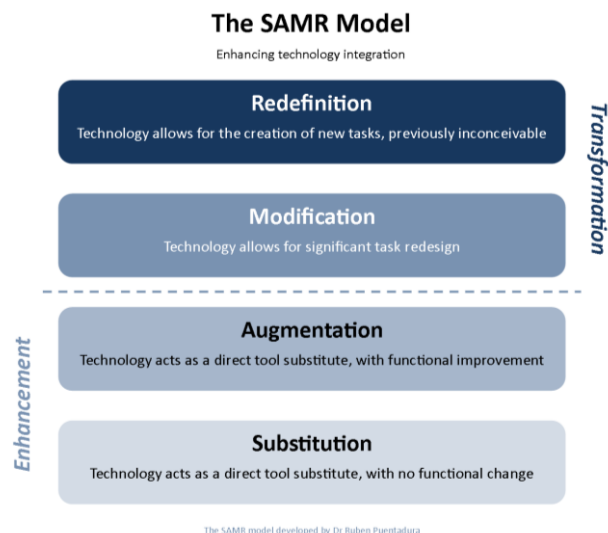 The SAMR Model
Enhancing technology integration
Redefinition
Technology allows for the creation of new tasks, previously inconceivable
Transformation
Modification
Technology allows for significant task redesign
Augmentation
Technology acts as a direct tool substitute, with functional improvement
Enhancement
Substitution
Technology acts as a direct tool substitute, with no functional change
The SAMR model developed by Dr Ruben Puentadura